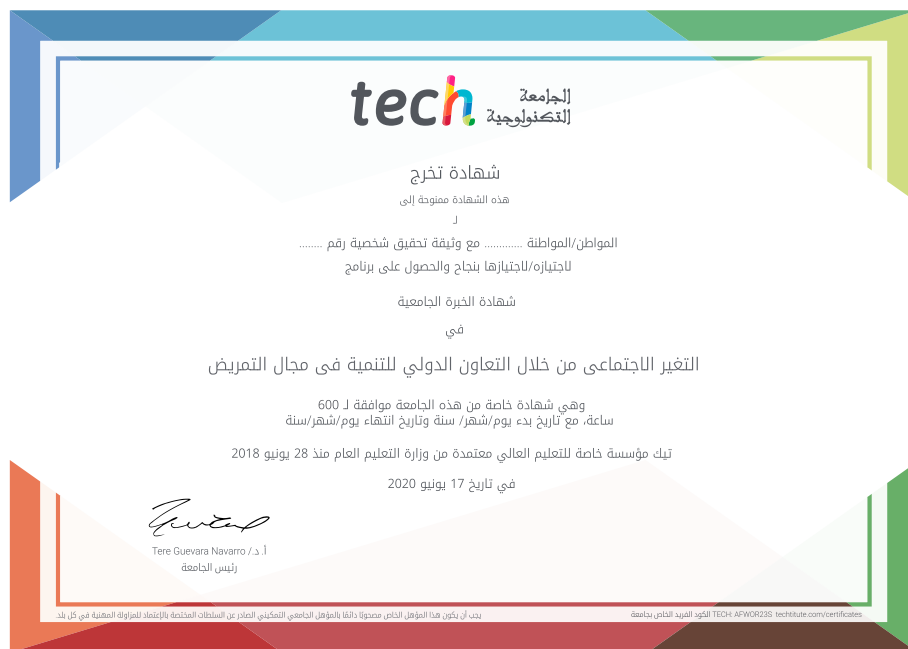 tech
الجامعة
التكنولوجية
شهادة تخرج
هذه الشهادة ممنوحة إلى
لـ
المواطن/المواطنة ............ مع وثيقة تحقيق شخصية رقم ........
لاجتيازه/لاجتيازها بنجاح والحصول على برنامج
شهادة الخبرة الجامعية
في
التغير الاجتماعى من خلال التعاون الدولي للتنمية فى مجال التمريض
وهي شهادة خاصة من هذه الجامعة موافقة لـ 600
ساعة، مع تاريخ بدء يوم/شهر/ سنة وتاريخ انتهاء يوم/شهر/سنة
تيك مؤسسة خاصة للتعليم العالي معتمدة من وزارة التعليم العام منذ 28 يونيو 2018
في تاريخ 17 يونيو 2020
أ. د./ Tere Guevara Navarro
رئيس الجامعة
يجب أن يكون هذا المؤهل الخاص مصحوبًا دائمًا بالمؤهل الجامعي التمكيني الصادر عن السلطات المختصة بالإعتماد للمزاولة المهنية في كل بلد.
الكود الفريد الخاص بجامعة TECH: AFWOR23S techtitute.com/certificates